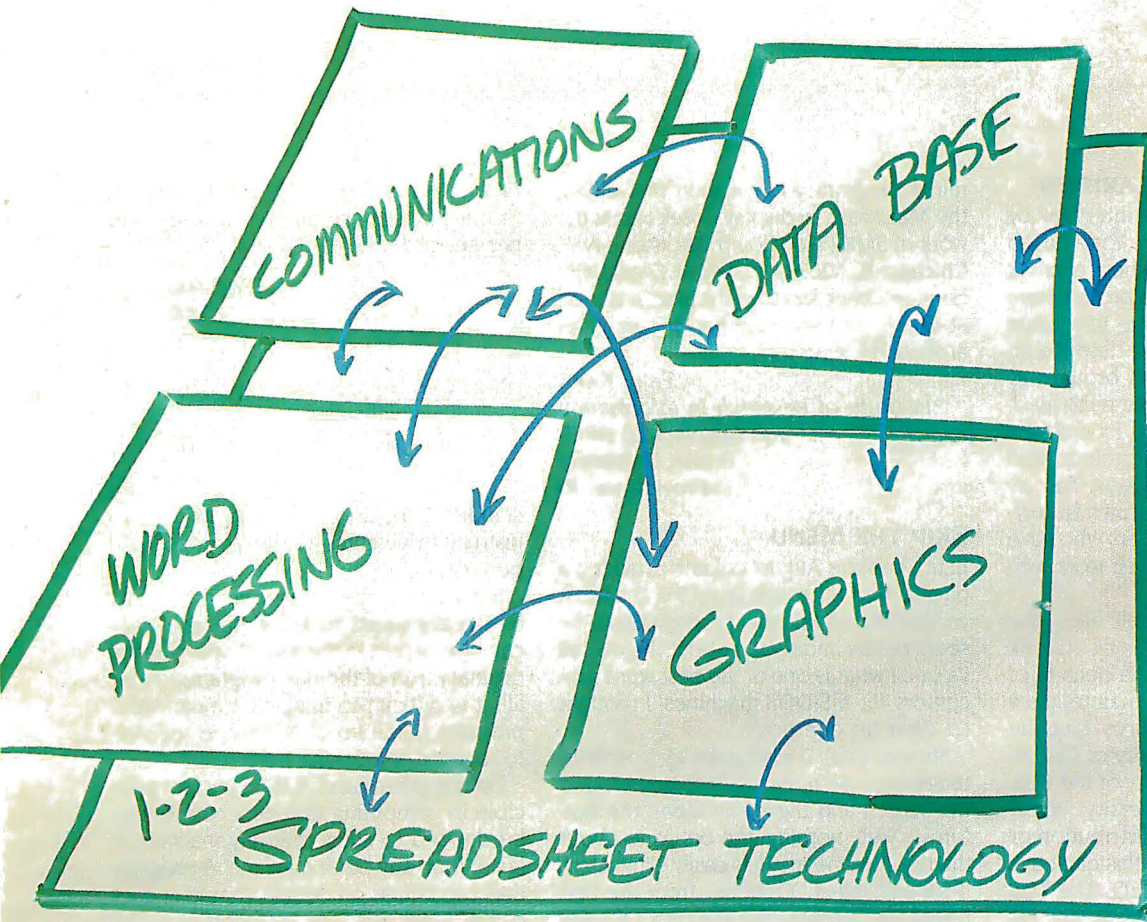 COMMUNICATIONS
DATA BASE
WORD
PROCESSING
GRAPHICS
1-2-3
SPREADSHEET TECHNOLOGY